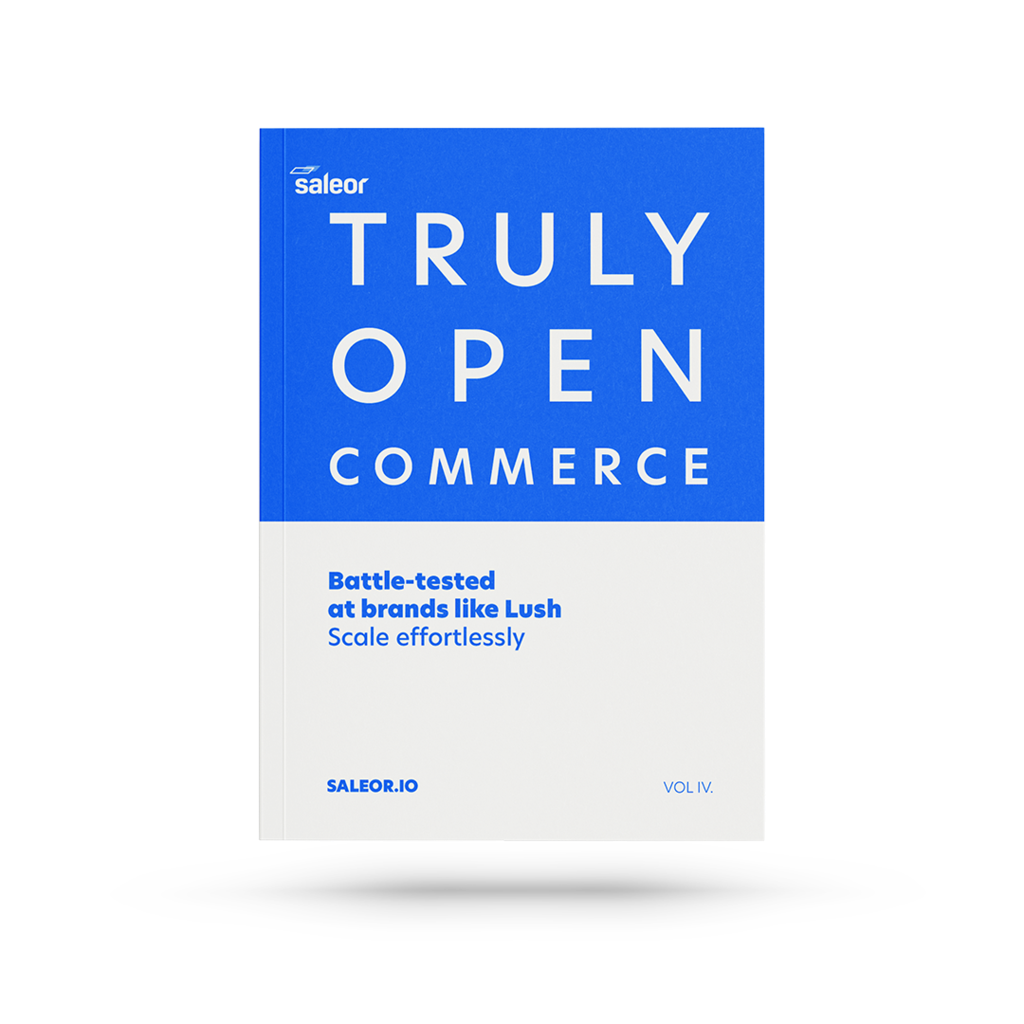 saleor
TRULY
OPEN
COMMERCE
Battle-tested
at brands like Lush
Scale effortlessly
SALEOR.IO
VOL IV.